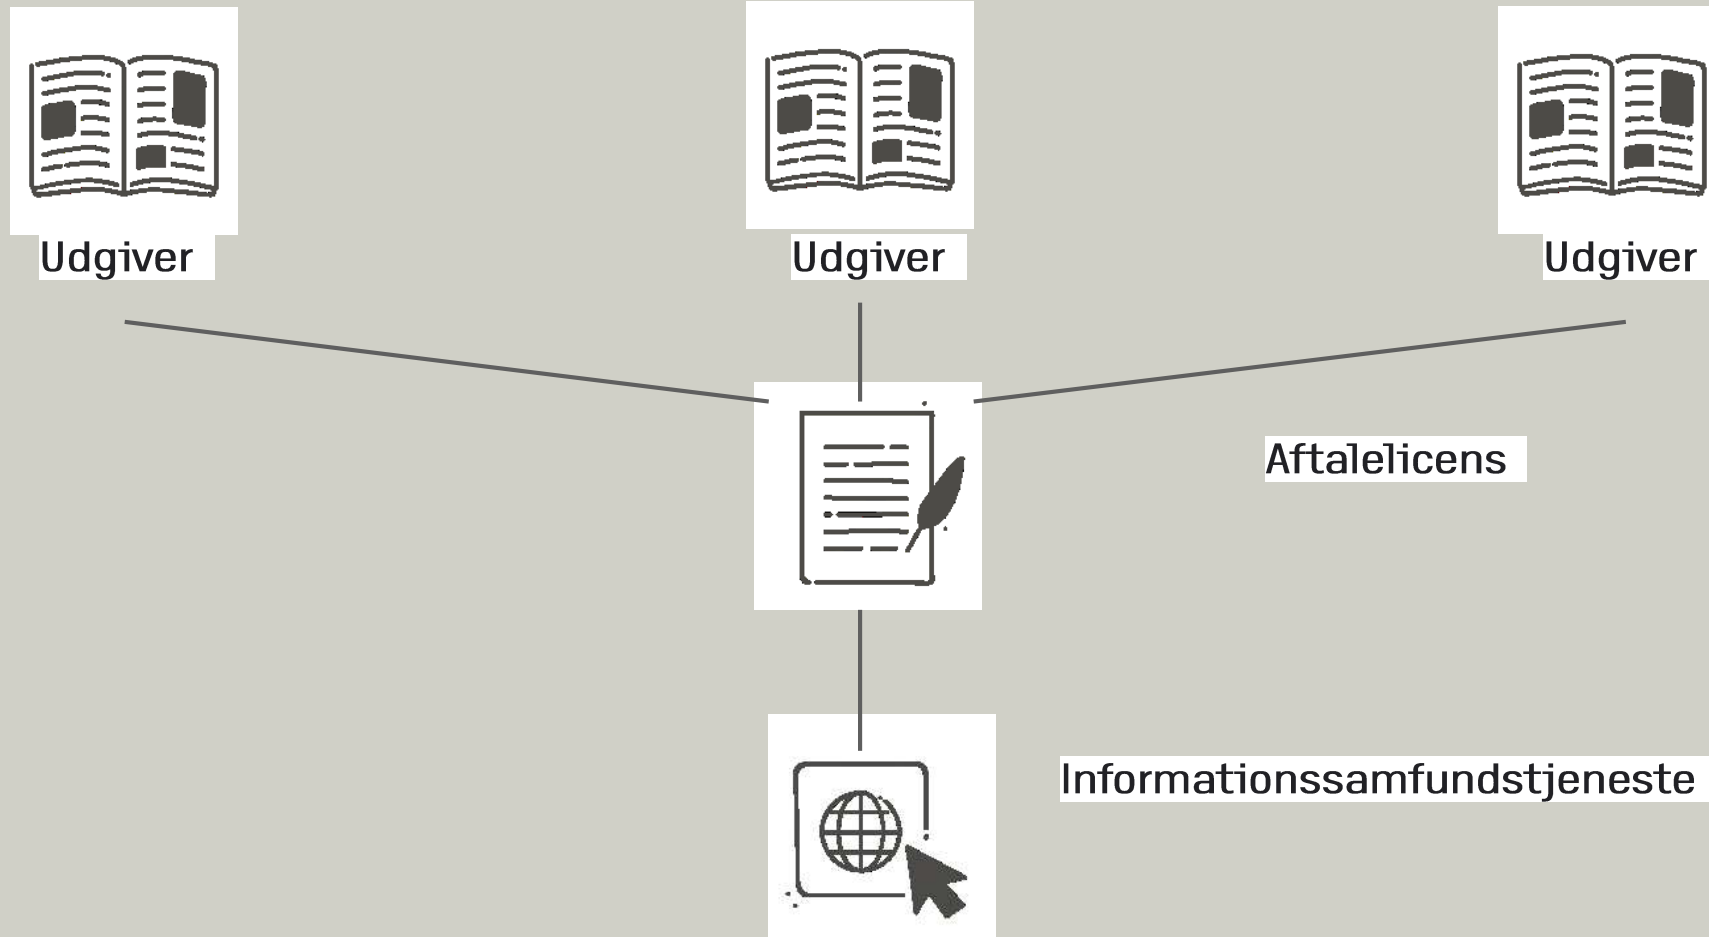 Udgiver
Udgiver
Udgiver
Aftalelicens
Informationssamfundstjeneste